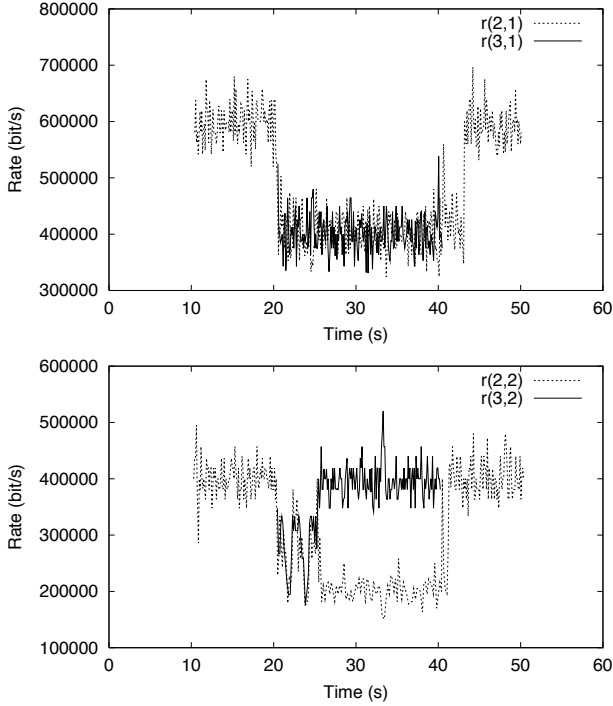 800000
700000
600000
500000
400000
300000
Rate (bit/s)
0 10 20 30 40 50 60
Time (s)
r(2,1)
r(3,1)
600000
500000
400000
300000
200000
100000
Rate (bit/s)
0 10 20 30 40 50 60
Time (s)
r(2,2)
r(3,2)